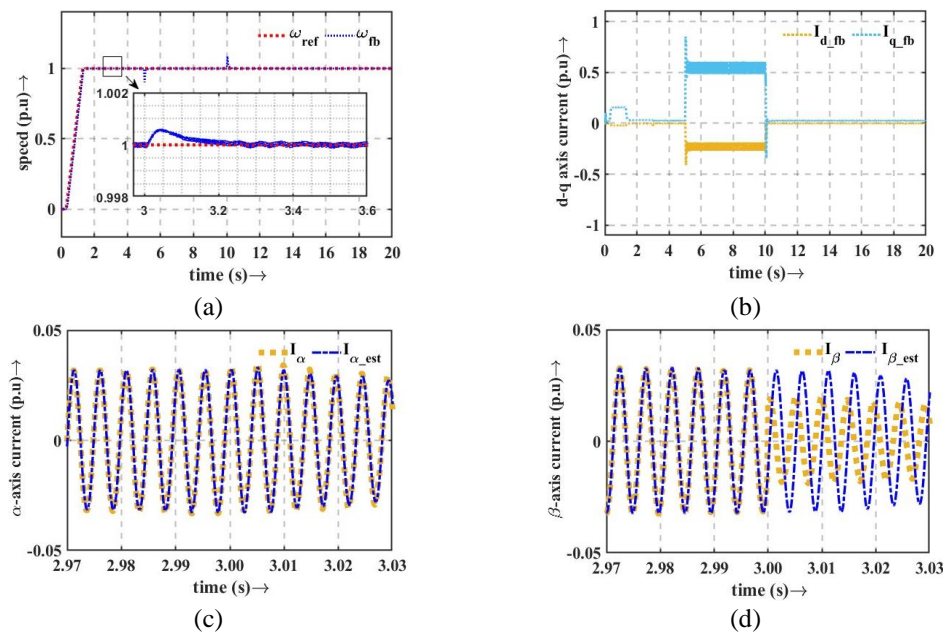 ω_ref ω_fb
speed (p.u)→
1
0.5
0
1.002
1
0.998
3 3.2 3.4 3.6
0 2 4 6 8 10 12 14 16 18 20
time (s)→
(a)
I_d_fb I_q_fb
d-q axis current (p.u)→
1
0.5
0
-0.5
-1
0 2 4 6 8 10 12 14 16 18 20
time (s)→
(b)
I_α I_α_est
α-axis current (p.u)→
0.05
0
-0.05
2.97 2.98 2.99 3.00 3.01 3.02 3.03
time (s)→
(c)
I_β I_β_est
β-axis current (p.u)→
0.05
0
-0.05
2.97 2.98 2.99 3.00 3.01 3.02 3.03
time (s)→
(d)